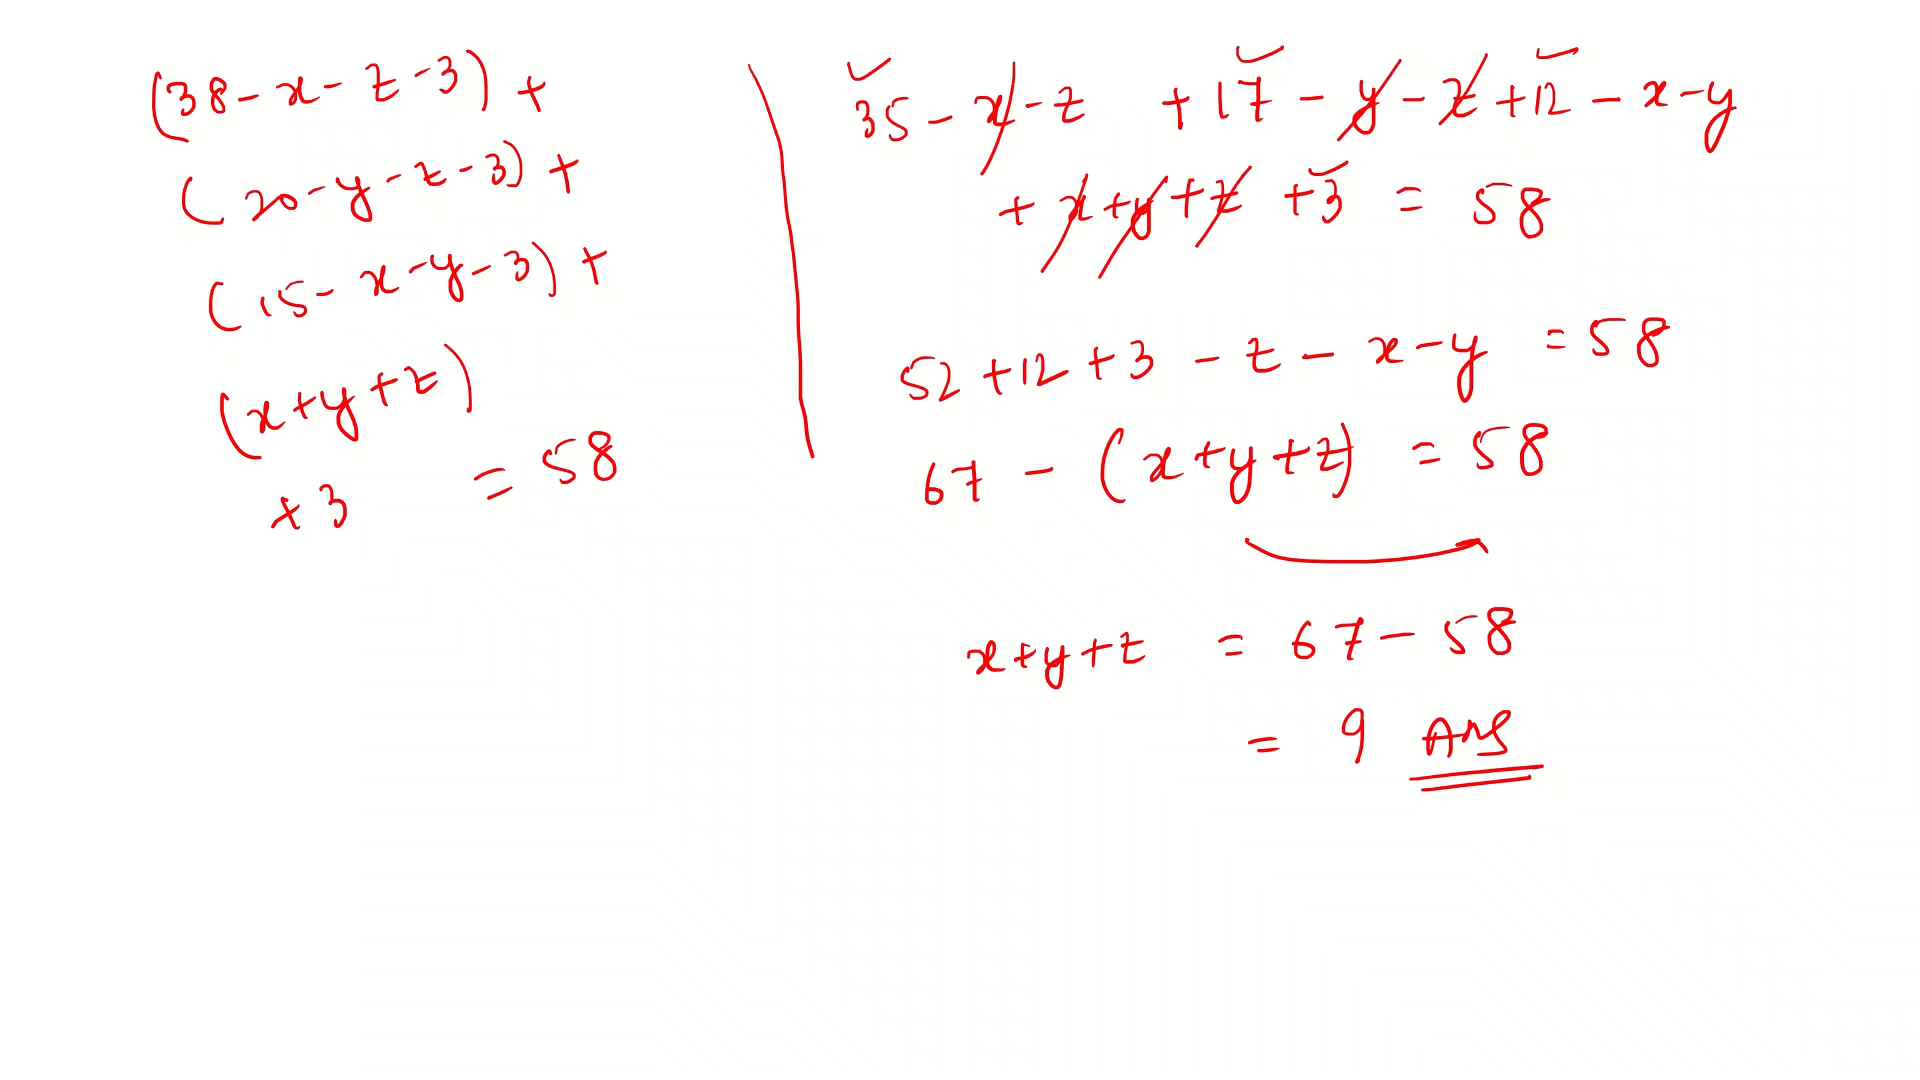 (38-x-z-3)+
(20-y-z-3)+
(15-x-y-3)+
(x+y+z)
+3 = 58
35-x-z +17-y-z+12-x-y
+x+y+z +3 = 58
52+12+3-z-x-y = 58
67-(x+y+z) = 58
x+y+z = 67-58
= 9 Ans